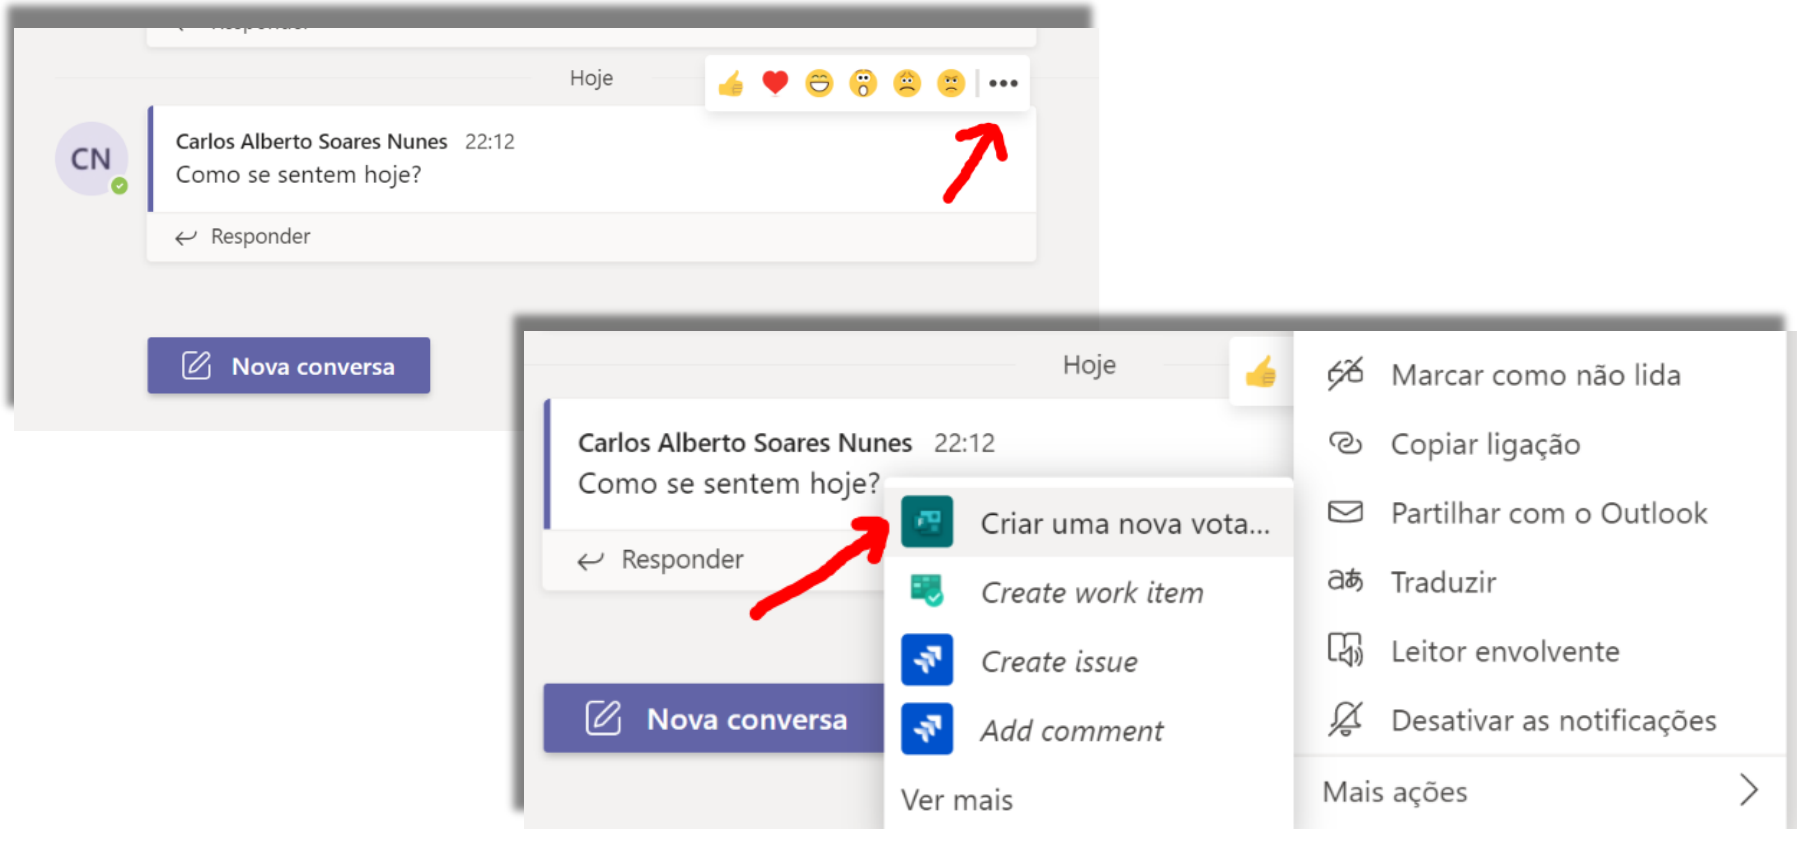 Hoje
CN
Carlos Alberto Soares Nunes 22:12
Como se sentem hoje?
Responder
Nova conversa
Hoje
Carlos Alberto Soares Nunes 22:12
Como se sentem hoje?
Responder
Nova conversa
Criar uma nova vota...
Create work item
Create issue
Add comment
Ver mais
Marcar como não lida
Copiar ligação
Partilhar com o Outlook
Traduzir
Leitor envolvente
Desativar as notificações
Mais ações